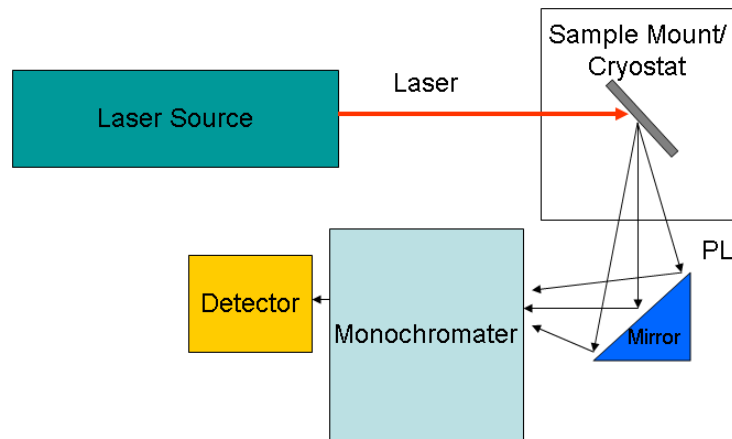 Sample Mount/
Cryostat
Laser
Laser Source
PL
Detector
Monochromater
Mirror